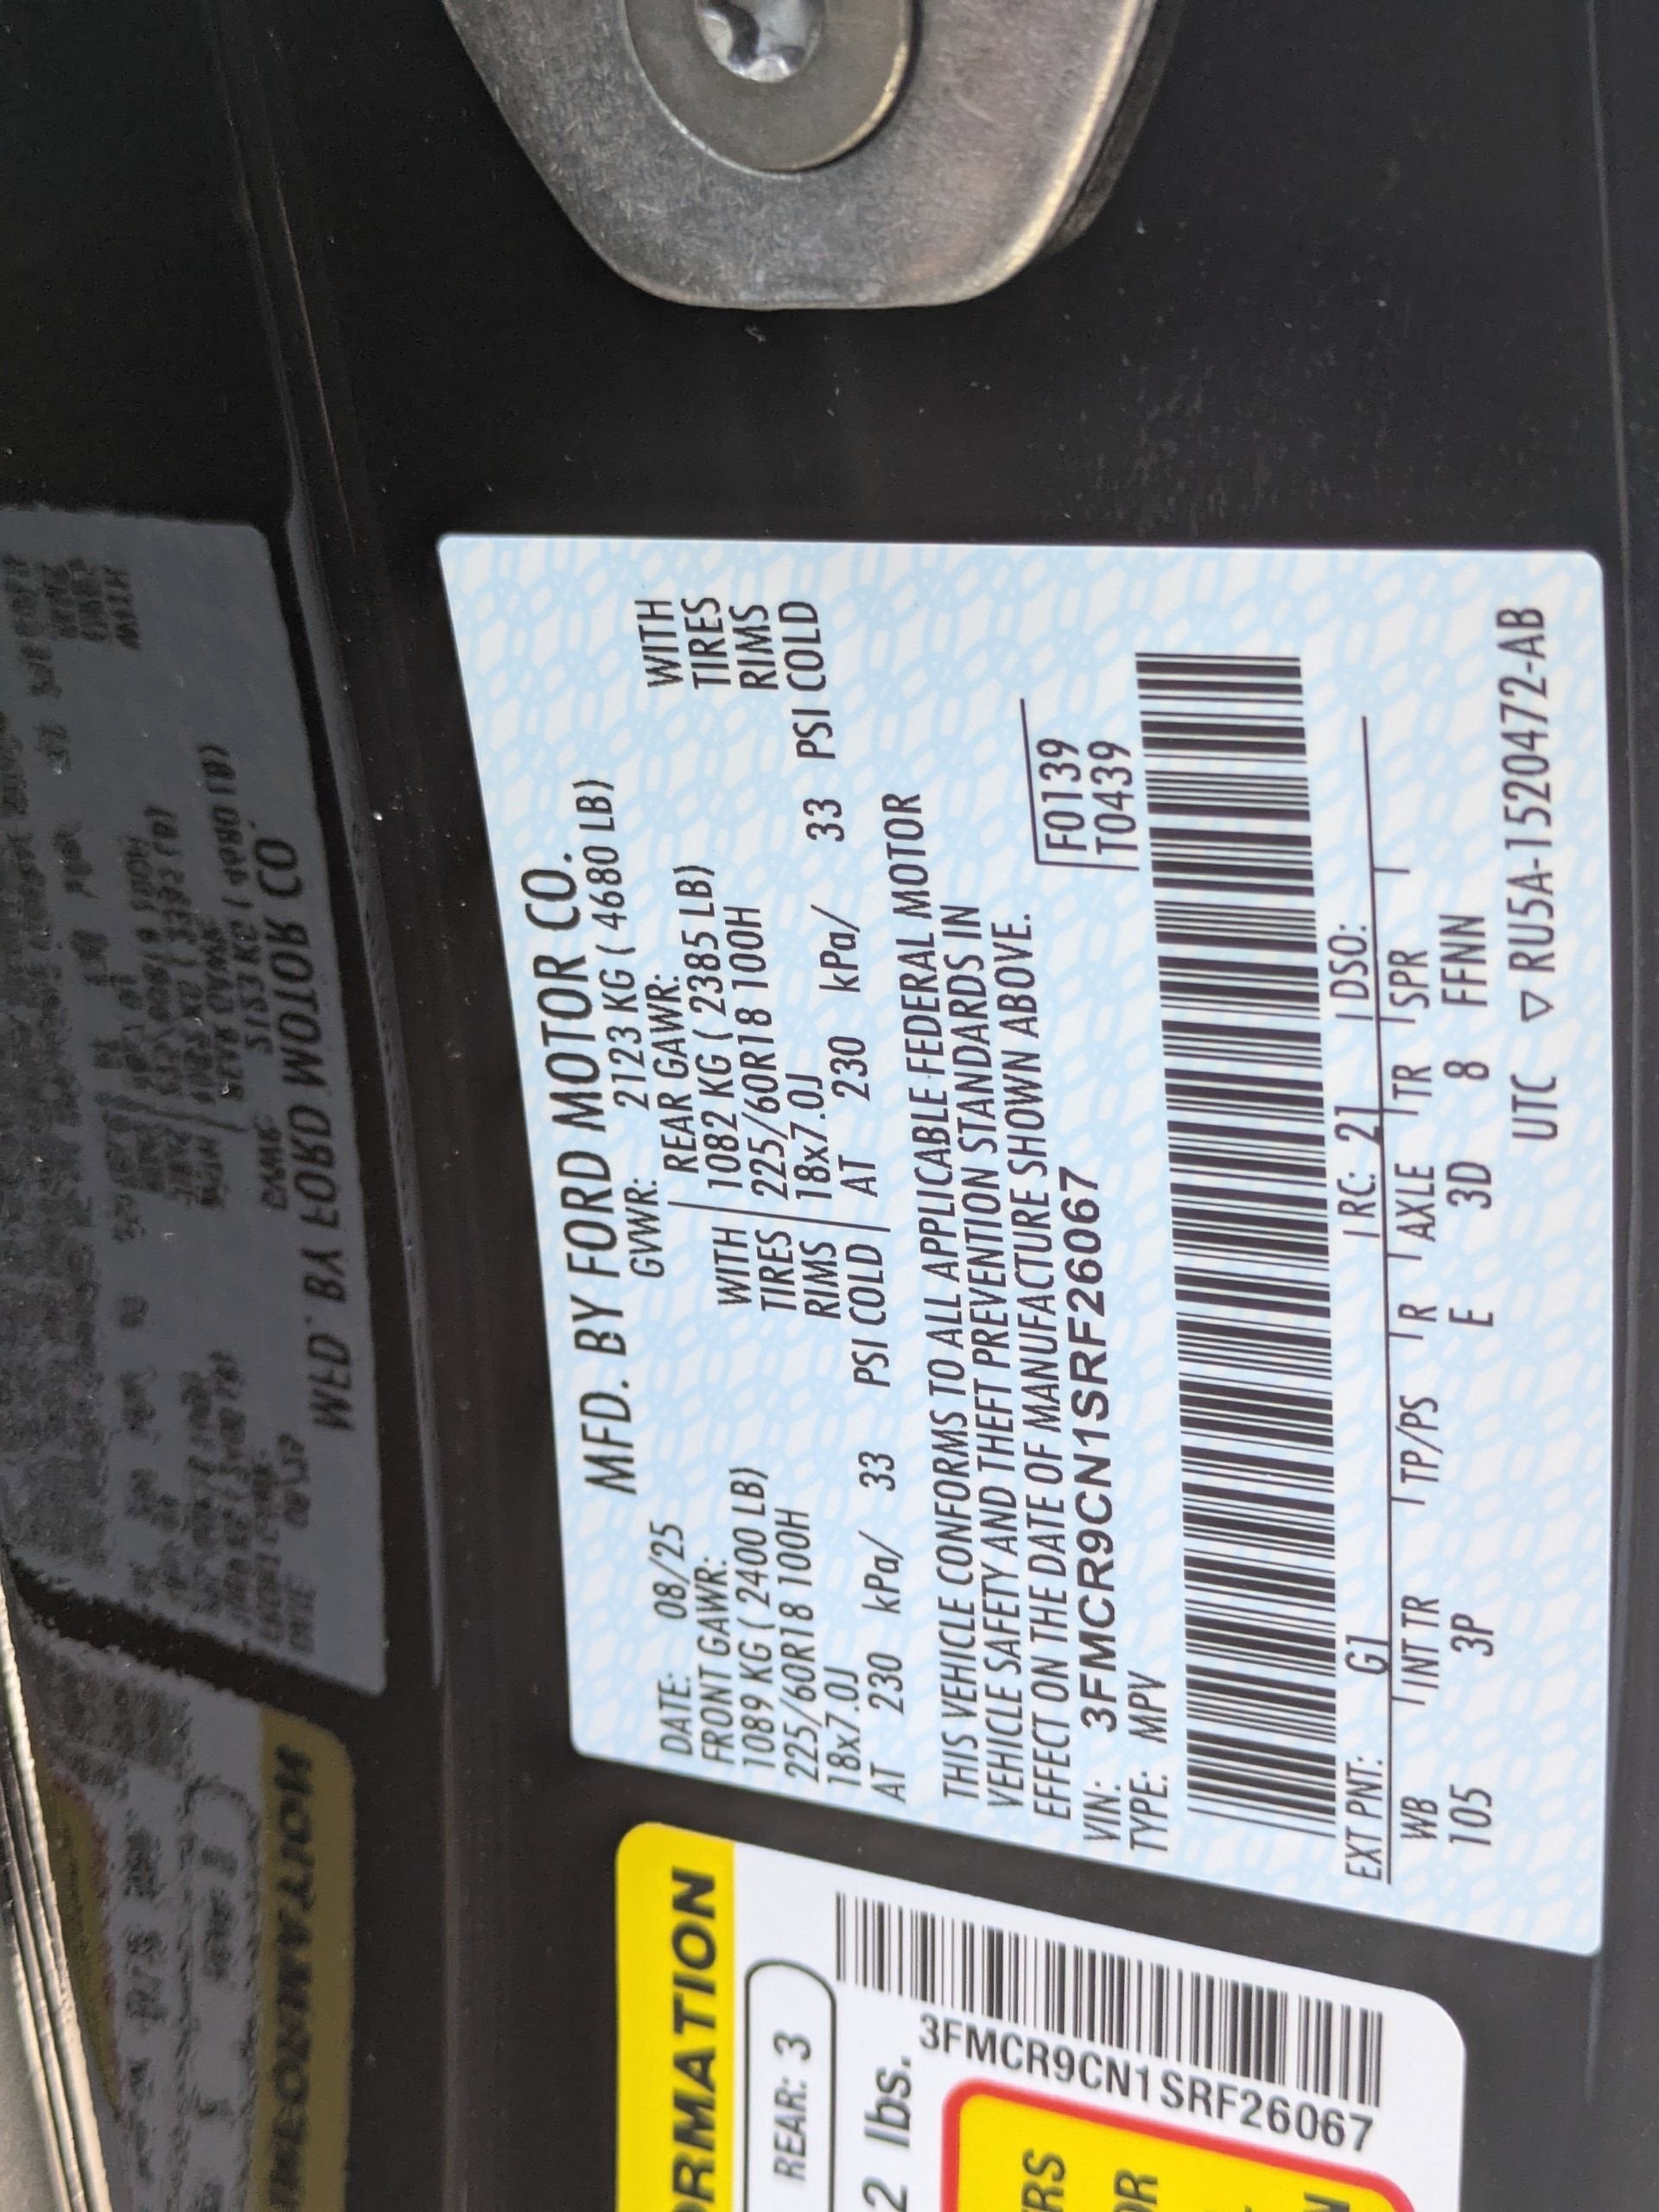 MFD. BY FORD MOTOR CO.
DATE: 08/25 GVWR: 2123 KG ( 4680 LB)
FRONT GAWR: REAR GAWR:
1089 KG ( 2400 LB) WITH 1082 KG ( 2385 LB) WITH
225/60R18 100H TIRES 225/60R18 100H TIRES
18x7.0J RIMS 18x7.0J RIMS
AT 230 kPa/ 33 PSI COLD AT 230 kPa/ 33 PSI COLD
THIS VEHICLE CONFORMS TO ALL APPLICABLE FEDERAL MOTOR
VEHICLE SAFETY AND THEFT PREVENTION STANDARDS IN
EFFECT ON THE DATE OF MANUFACTURE SHOWN ABOVE.
VIN: 3FMCR9CN1SRF26067 F0139
TYPE: MPV T0439
EXT PNT: G1 RC: 21 DSO:
WB INT TR TP/PS R AXLE TR SPR
105 3P E 3D 8 FFNN
UTC ▽ RU5A-1520472-AB
ORMATION
REAR: 3
2 lbs.
3FMCR9CN1SRF26067